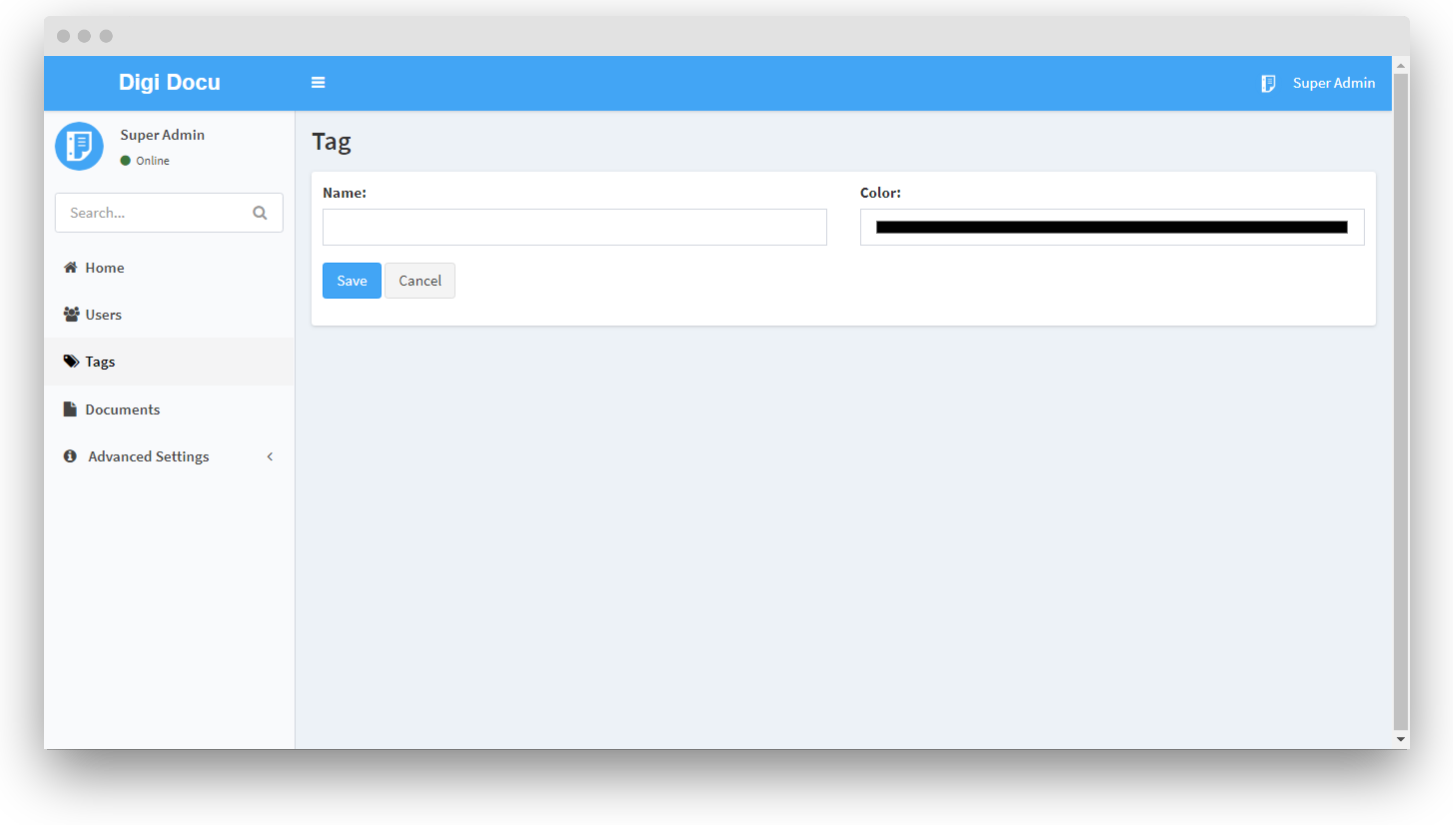 Digi Docu
Super Admin
Super Admin
Online
Search...
Home
Users
Tags
Documents
Advanced Settings
Tag
Name:
Color:
Save
Cancel